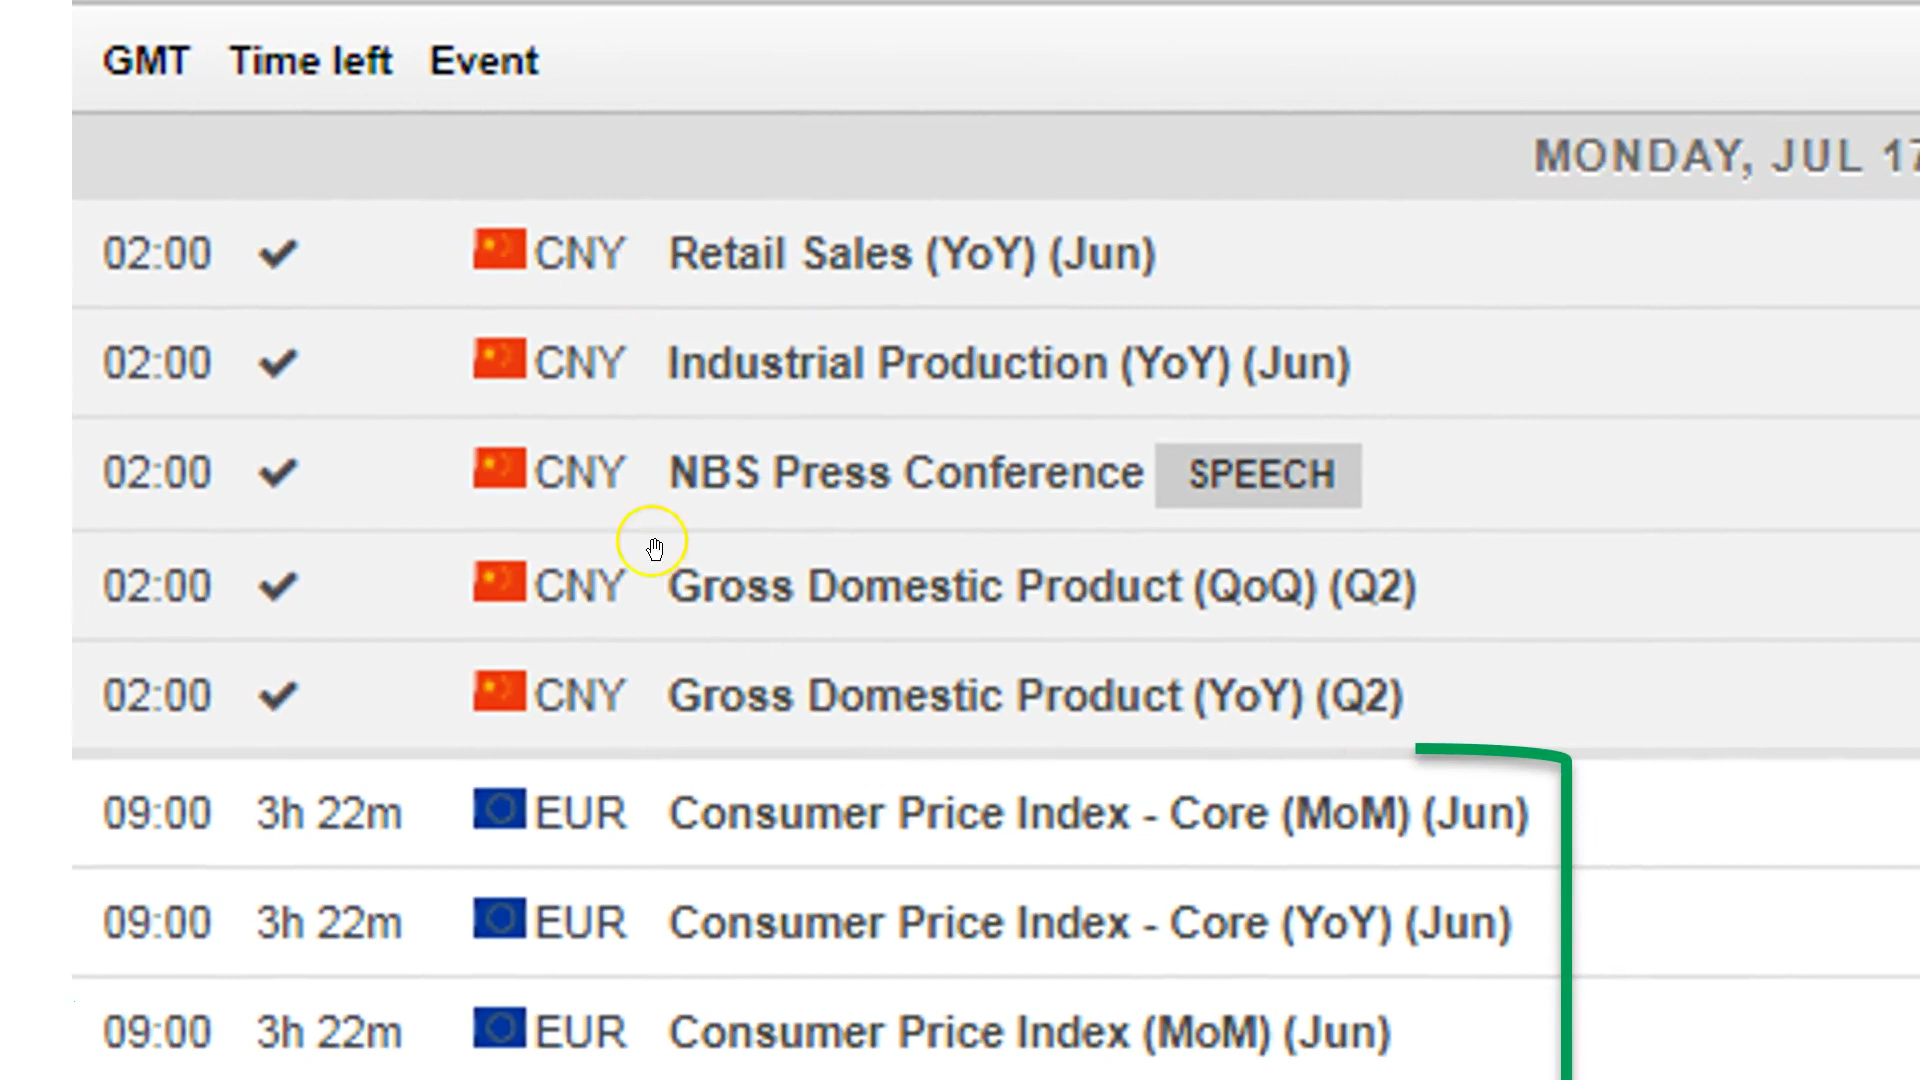 GMT Time left Event
MONDAY, JUL 17
02:00 CNY Retail Sales (YoY) (Jun)
02:00 CNY Industrial Production (YoY) (Jun)
02:00 CNY NBS Press Conference SPEECH
02:00 CNY Gross Domestic Product (QoQ) (Q2)
02:00 CNY Gross Domestic Product (YoY) (Q2)
09:00 3h 22m EUR Consumer Price Index - Core (MoM) (Jun)
09:00 3h 22m EUR Consumer Price Index - Core (YoY) (Jun)
09:00 3h 22m EUR Consumer Price Index (MoM) (Jun)